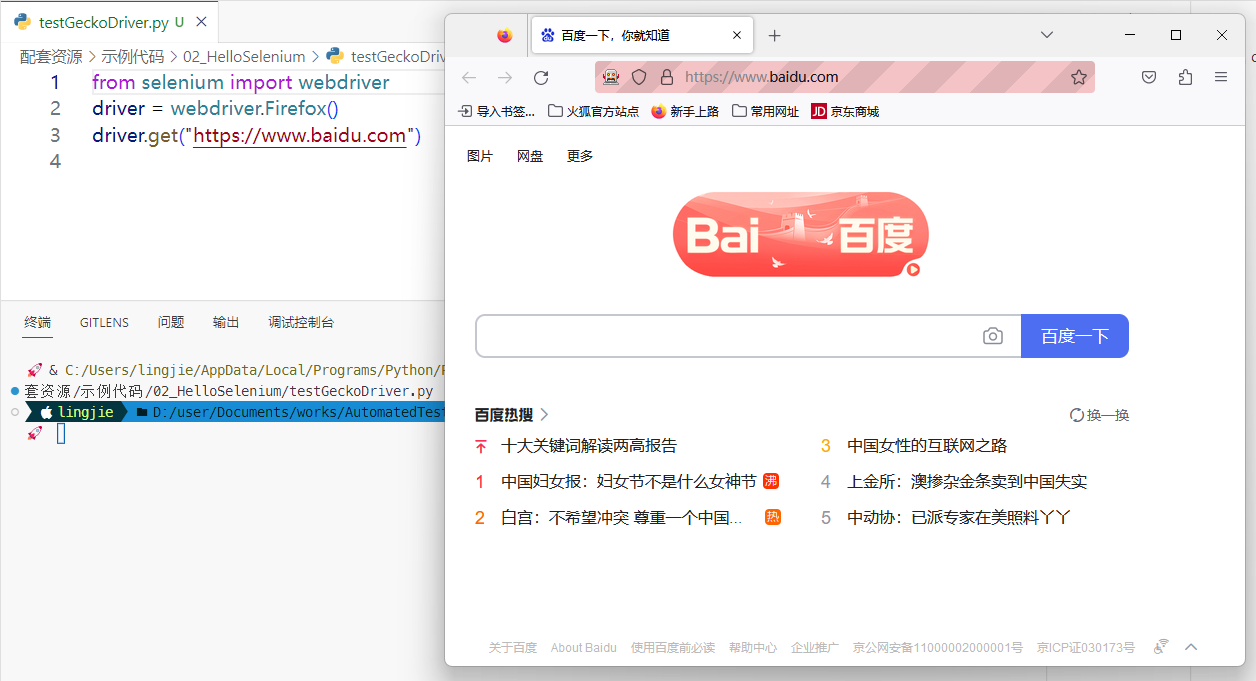 testGeckoDriver.py U
配套资源 > 示例代码 > 02_HelloSelenium > testGeckoDriv
1 from selenium import webdriver
2 driver = webdriver.Firefox()
3 driver.get("https://www.baidu.com")
4
终端 GITLENS 问题 输出 调试控制台
& C:/Users/lingjie/AppData/Local/Programs/Python/P
套资源/示例代码/02_HelloSelenium/testGeckoDriver.py
lingjie D:/user/Documents/works/AutomatedTest
百度一下，你就知道
https://www.baidu.com
导入书签... 火狐官方站点 新手上路 常用网址 JD 京东商城
图片 网盘 更多
Bai 百度
百度一下
百度热搜 > 换一换
十大关键词解读两高报告
3 中国女性的互联网之路
1 中国妇女报：妇女节不是什么女神节 沸
4 上金所：澳掺杂金条卖到中国失实
2 白宫：不希望冲突 尊重一个中国... 热
5 中动协：已派专家在美照料丫丫
关于百度 About Baidu 使用百度前必读 帮助中心 企业推广 京公网安备11000002000001号 京ICP证030173号